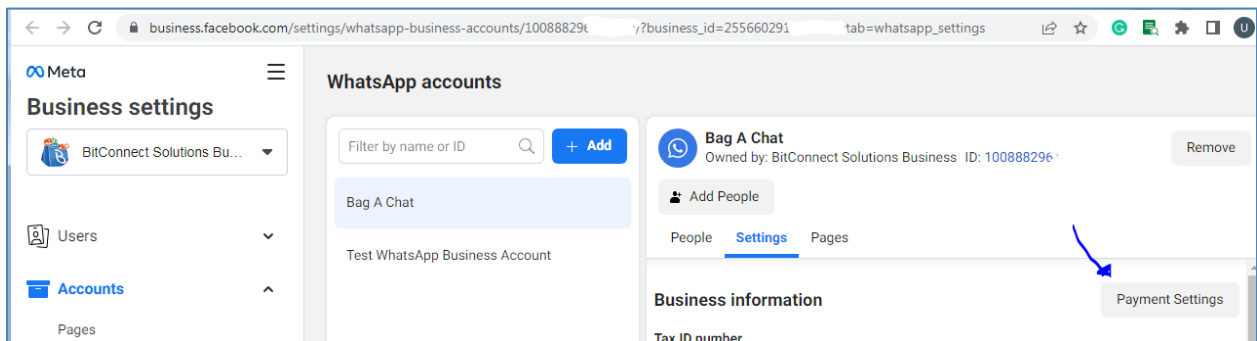 business.facebook.com/settings/whatsapp-business-accounts/10088829 /?business_id=255660291 tab=whatsapp_settings
Meta
Business settings
BitConnect Solutions Bu...
Users
Accounts
Pages
WhatsApp accounts
Filter by name or ID
+ Add
Bag A Chat
Test WhatsApp Business Account
Bag A Chat
Owned by: BitConnect Solutions Business ID: 100888296
Remove
Add People
People Settings Pages
Business information
Payment Settings
Tax ID number